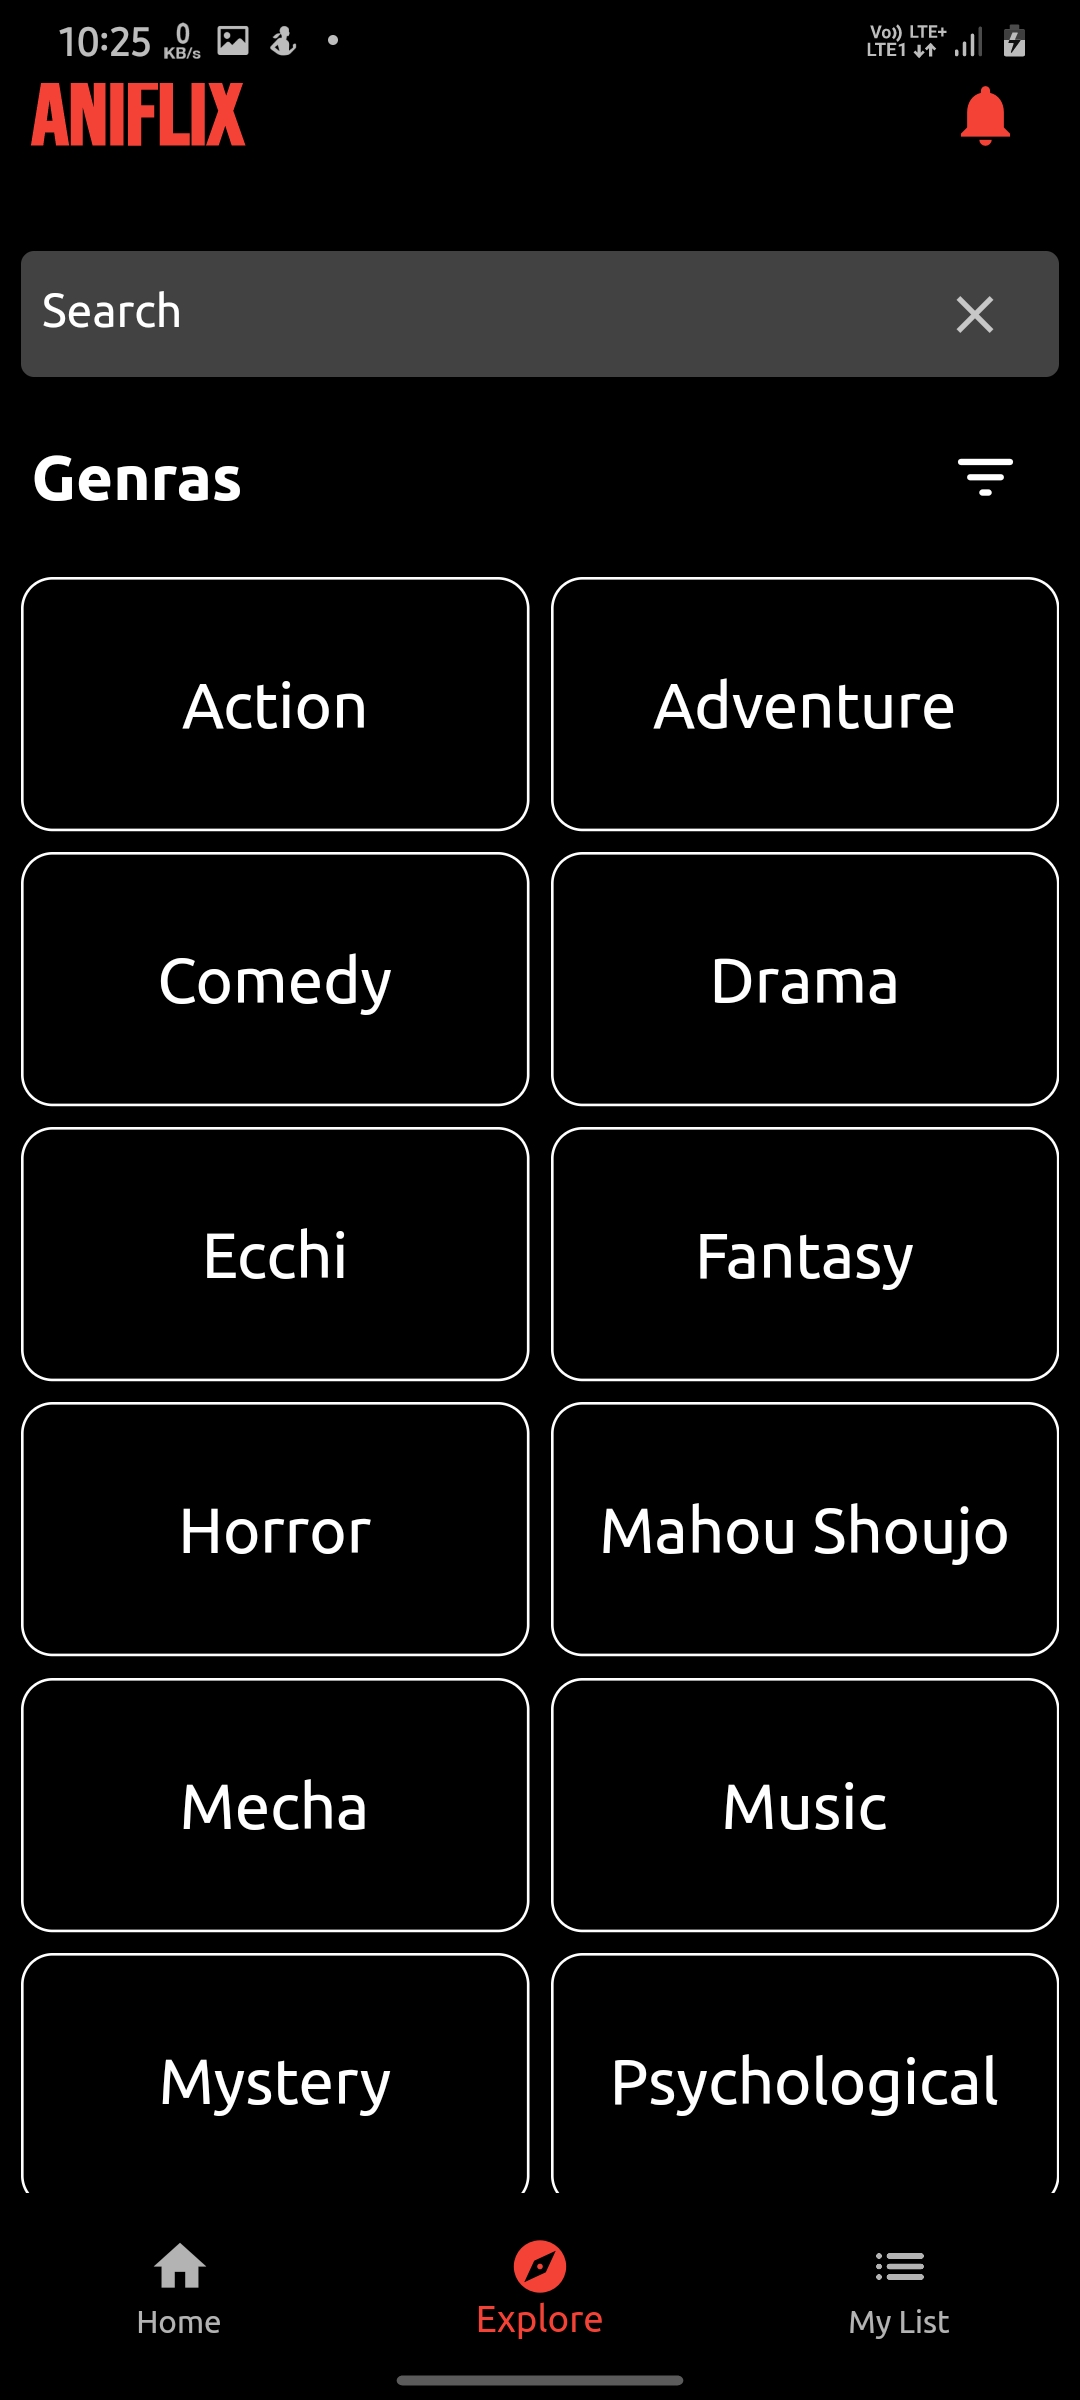 10:25 0 KB/s Vo)) LTE+ LTE1
ANIFLIX
Search
Genras
Action Adventure
Comedy Drama
Ecchi Fantasy
Horror Mahou Shoujo
Mecha Music
Mystery Psychological
Home Explore My List